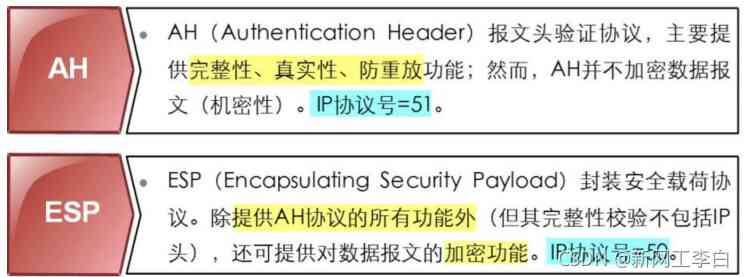 AH
• AH（Authentication Header）报文头验证协议，主要提
供完整性、真实性、防重放功能；然而，AH并不加密数据报
文（机密性）。IP协议号=51。
ESP
• ESP（Encapsulating Security Payload）封装安全载荷协
议。除提供AH协议的所有功能外（但其完整性校验不包括IP
头），还可提供对数据报文的加密功能。IP协议号=50。
CSDN @新网工李白